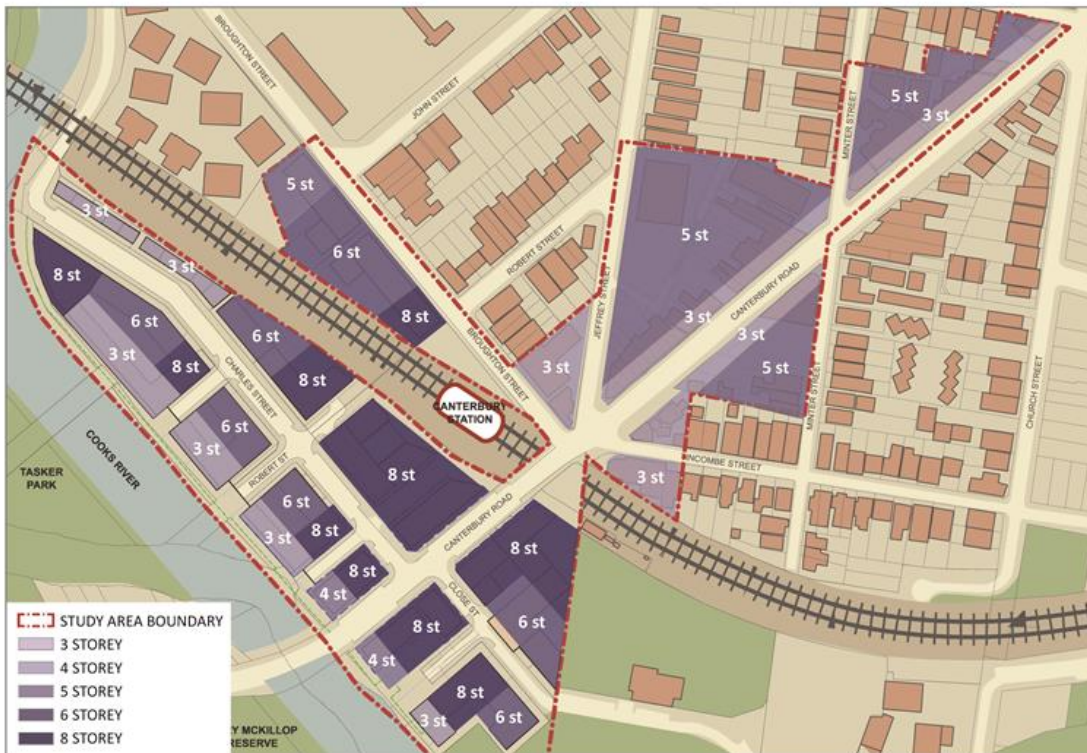 BROUGHTON STREET
JOHN STREET
MINTER STREET
5 st
3 st
5 st
6 st
8 st
ROBERT STREET
JEFFREY STREET
5 st
3 st
CANTERBURY ROAD
3 st
5 st
MINTER STREET
CHURCH STREET
3 st
3 st
8 st
6 st
3 st
8 st
6 st
8 st
CHARLES STREET
BROUGHTON STREET
3 st
CANTERBURY
STATION
INCOMBE STREET
3 st
COOKS RIVER
TASKER
PARK
6 st
3 st
ROBERT ST
8 st
CANTERBURY ROAD
6 st
8 st
3 st
8 st
4 st
8 st
6 st
CLOSE ST
8 st
4 st
8 st
3 st
6 st
Y MCKILLOP
RESERVE
STUDY AREA BOUNDARY
3 STOREY
4 STOREY
5 STOREY
6 STOREY
8 STOREY